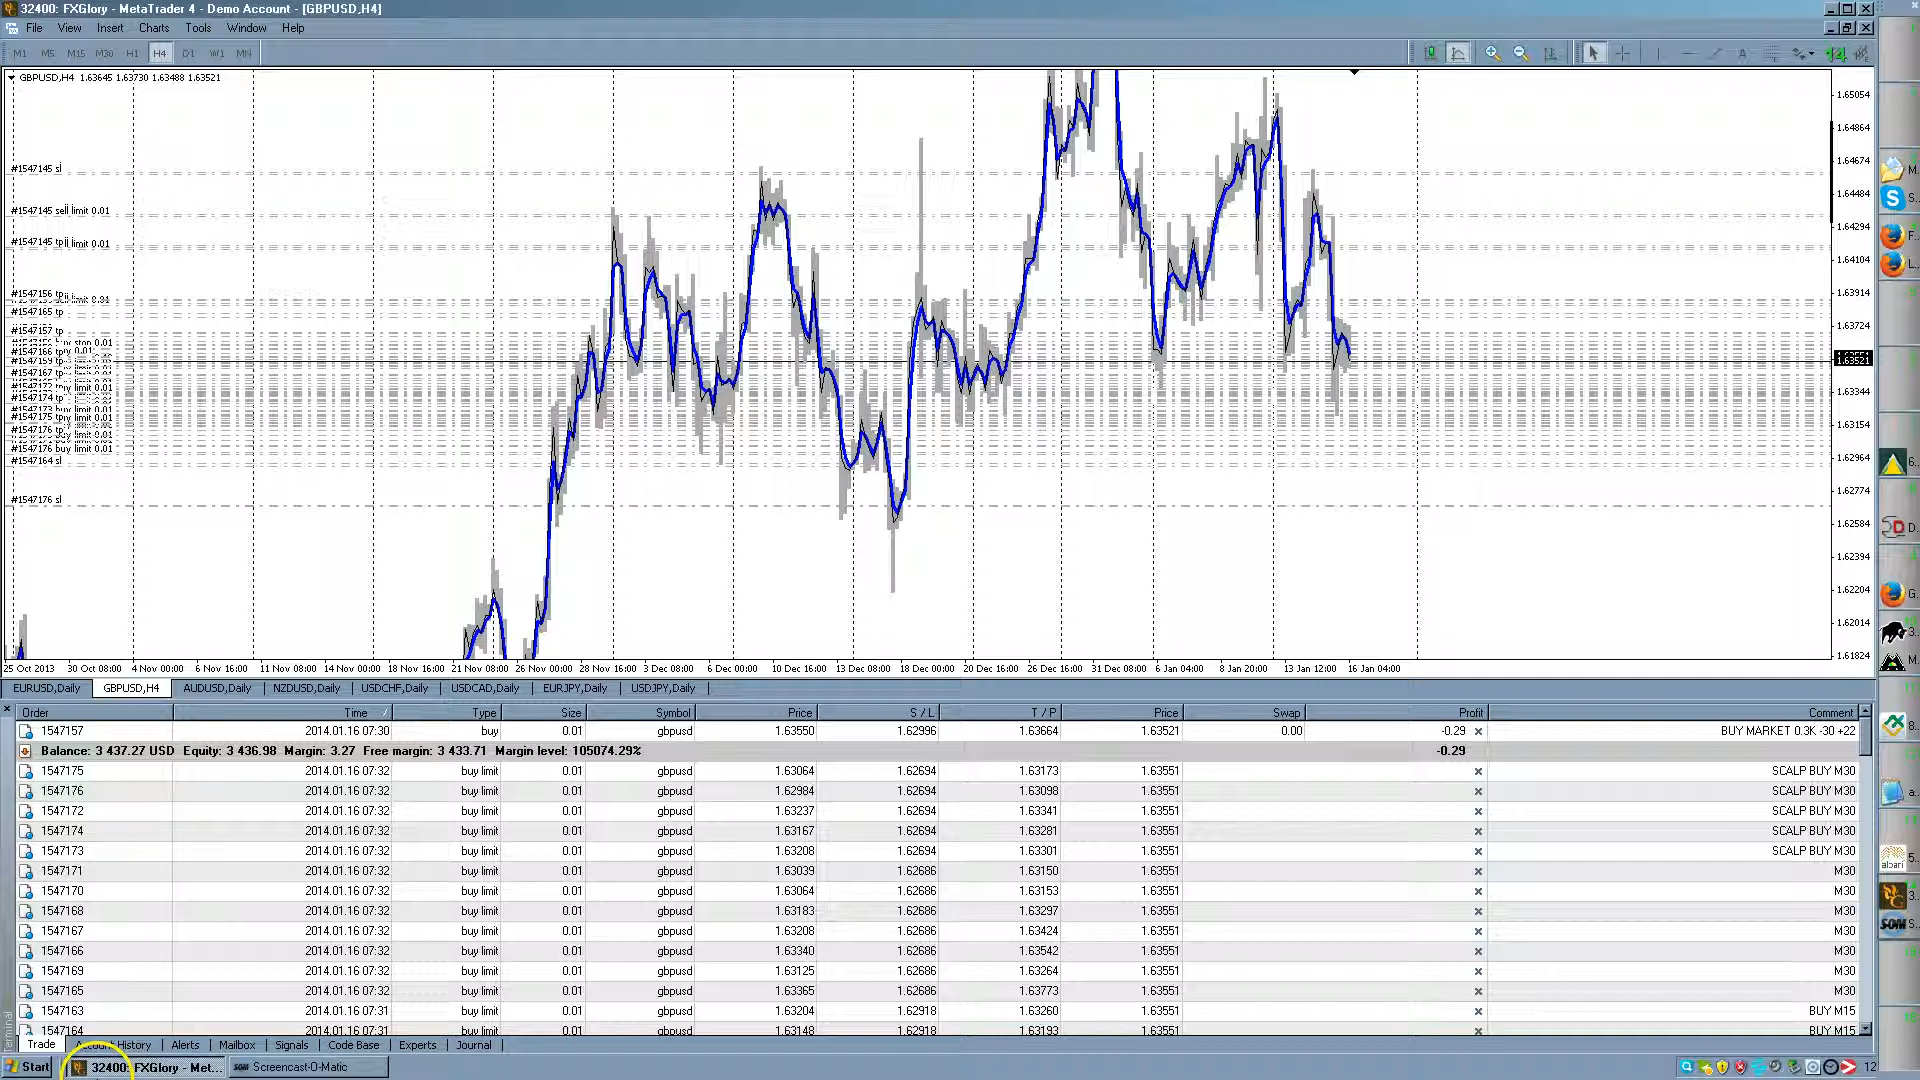 32400: FXGlory - MetaTrader 4 - Demo Account - [GBPUSD,H4]
File View Insert Charts Tools Window Help
M1 M5 M15 M30 H1 H4 D1 W1 MN
GBPUSD,H4 1.63645 1.63730 1.63488 1.63521
1.65054
1.64864
#1547145 sl
1.64674
1.64484
#1547145 sell limit 0.01
1.64294
#1547145 tp
1.64104
#1547156 tp
1.63914
#1547165 tp
1.63724
#1547157 tp
#1547166 tp
#1547159
1.63521
#1547167 tp
#1547172
1.63344
#1547174 tp
#1547173 buy limit 0.01
#1547175
1.63154
#1547176 tp
#1547176 buy limit 0.01
#1547164 sl
1.62964
1.62774
#1547176 sl
1.62584
1.62394
1.62204
1.62014
1.61824
25 Oct 2013 30 Oct 08:00 4 Nov 00:00 6 Nov 16:00 11 Nov 08:00 14 Nov 00:00 18 Nov 16:00 21 Nov 08:00 26 Nov 00:00 28 Nov 16:00 3 Dec 08:00 6 Dec 00:00 10 Dec 16:00 13 Dec 08:00 18 Dec 00:00 20 Dec 16:00 26 Dec 16:00 31 Dec 08:00 6 Jan 04:00 8 Jan 20:00 13 Jan 12:00 16 Jan 04:00
EURUSD,Daily GBPUSD,H4 AUDUSD,Daily NZDUSD,Daily USDCHF,Daily USDCAD,Daily EURJPY,Daily USDJPY,Daily
Order Time Type Size Symbol Price S / L T / P Price Swap Profit Comment
1547157 2014.01.16 07:30 buy 0.01 gbpusd 1.63550 1.62996 1.63664 1.63521 0.00 -0.29 BUY MARKET 0.3K -30 +22
Balance: 3 437.27 USD Equity: 3 436.98 Margin: 3.27 Free margin: 3 433.71 Margin level: 105074.29% -0.29
1547175 2014.01.16 07:32 buy limit 0.01 gbpusd 1.63064 1.62694 1.63173 1.63551 SCALP BUY M30
1547176 2014.01.16 07:32 buy limit 0.01 gbpusd 1.62984 1.62694 1.63098 1.63551 SCALP BUY M30
1547172 2014.01.16 07:32 buy limit 0.01 gbpusd 1.63237 1.62694 1.63341 1.63551 SCALP BUY M30
1547174 2014.01.16 07:32 buy limit 0.01 gbpusd 1.63167 1.62694 1.63281 1.63551 SCALP BUY M30
1547173 2014.01.16 07:32 buy limit 0.01 gbpusd 1.63208 1.62694 1.63301 1.63551 SCALP BUY M30
1547171 2014.01.16 07:32 buy limit 0.01 gbpusd 1.63039 1.62686 1.63150 1.63551 M30
1547170 2014.01.16 07:32 buy limit 0.01 gbpusd 1.63064 1.62686 1.63153 1.63551 M30
1547168 2014.01.16 07:32 buy limit 0.01 gbpusd 1.63183 1.62686 1.63297 1.63551 M30
1547167 2014.01.16 07:32 buy limit 0.01 gbpusd 1.63208 1.62686 1.63424 1.63551 M30
1547166 2014.01.16 07:32 buy limit 0.01 gbpusd 1.63340 1.62686 1.63542 1.63551 M30
1547169 2014.01.16 07:32 buy limit 0.01 gbpusd 1.63125 1.62686 1.63264 1.63551 M30
1547165 2014.01.16 07:32 buy limit 0.01 gbpusd 1.63365 1.62686 1.63773 1.63551 M30
1547163 2014.01.16 07:31 buy limit 0.01 gbpusd 1.63204 1.62918 1.63260 1.63551 BUY M15
1547164 2014.01.16 07:31 buy limit 0.01 gbpusd 1.63148 1.62918 1.63193 1.63551 BUY M15
Terminal
Trade Account History Alerts Mailbox Signals Code Base Experts Journal
Start 32400: FXGlory - Met... Screencast-O-Matic 12